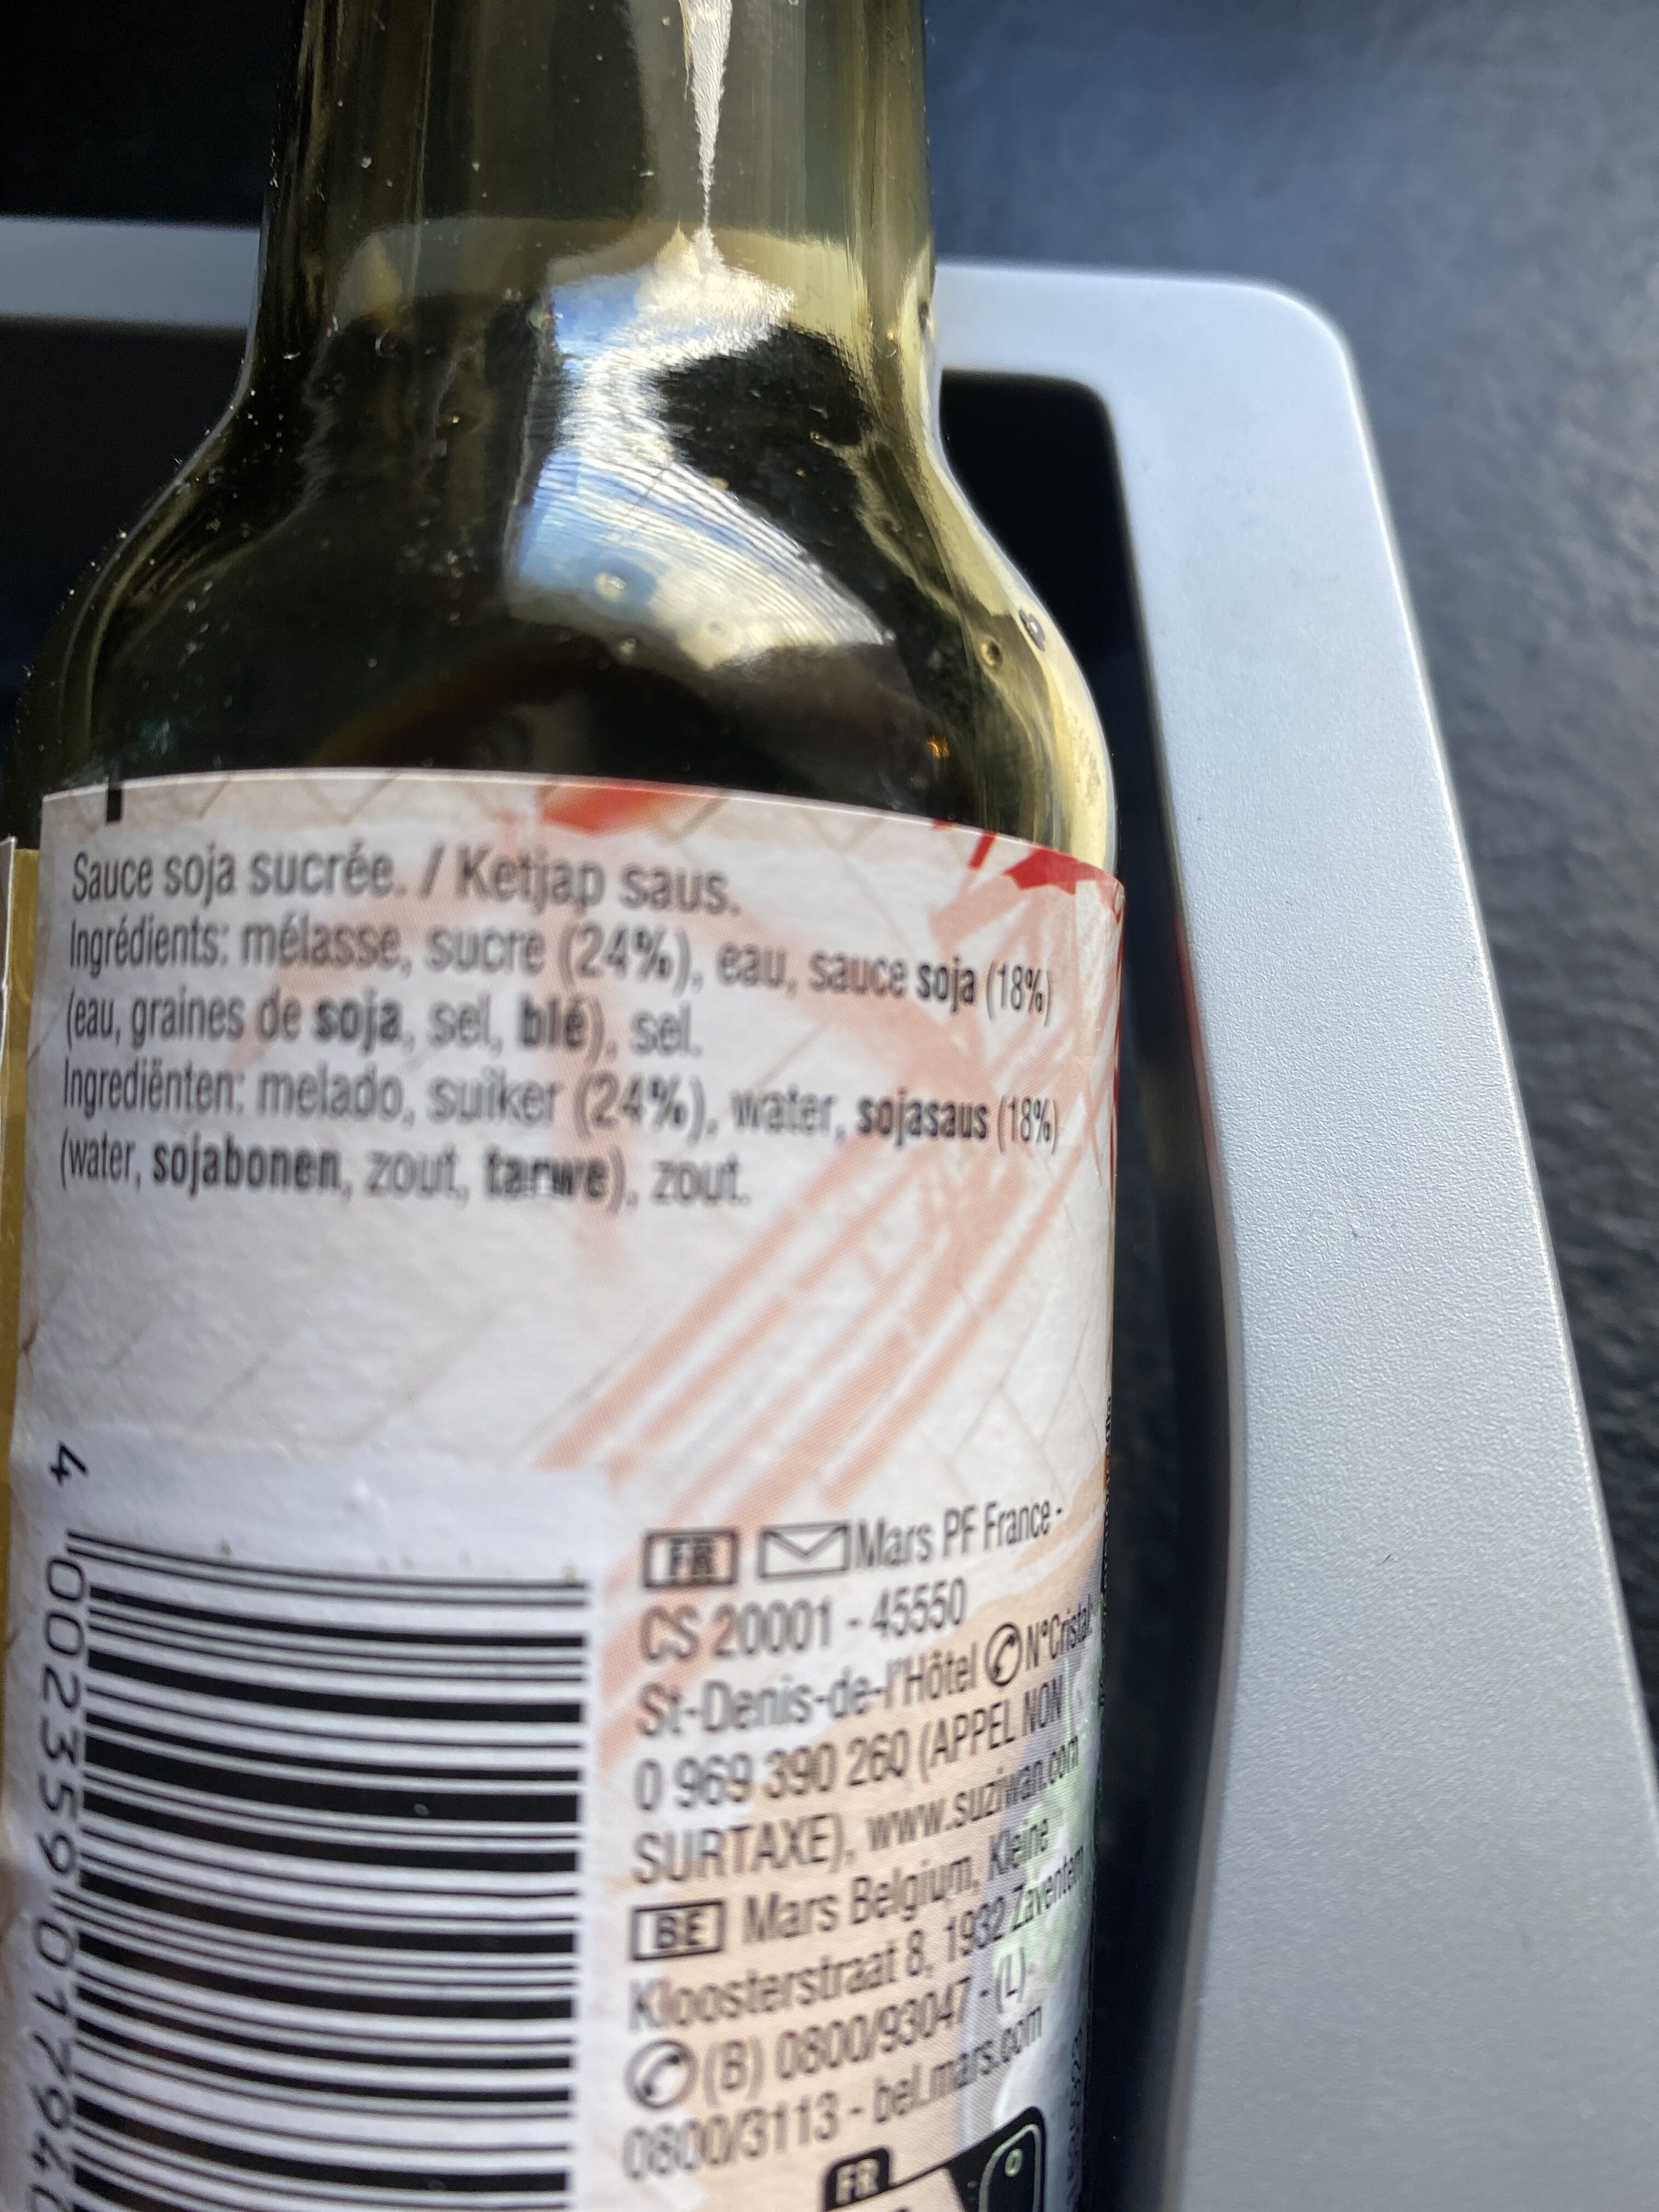 Sauce soja sucrée. / Ketjap saus.
Ingrédients: mélasse, sucre (24%), eau, sauce soja (18%)
(eau, graines de soja, sel, blé), sel.
Ingrediënten: melado, suiker (24%), water, sojasaus (18%)
(water, sojabonen, zout, tarwe), zout.
4 002359 01794
FR Mars PF France -
CS 20001 - 45550
St-Denis-de-l'Hôtel N°Cristal:
0 969 390 260 (APPEL NON
SURTAXE), www.suziwan.com
BE Mars Belgium, Kleine
Kloosterstraat 8, 1932 Zaventem
(B) 0800/93047 -(L)
0800/3113 - bel.mars.com
FR